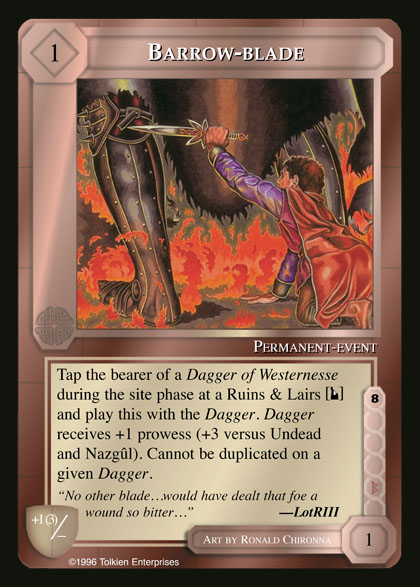 1
BARROW-BLADE
PERMANENT-EVENT
Tap the bearer of a Dagger of Westernesse
during the site phase at a Ruins & Lairs []
and play this with the Dagger. Dagger
receives +1 prowess (+3 versus Undead
and Nazgûl). Cannot be duplicated on a
given Dagger.
8
“No other blade…would have dealt that foe a
wound so bitter…” —LotRIII
+1(3)/–
ART BY RONALD CHIRONNA
1
©1996 Tolkien Enterprises